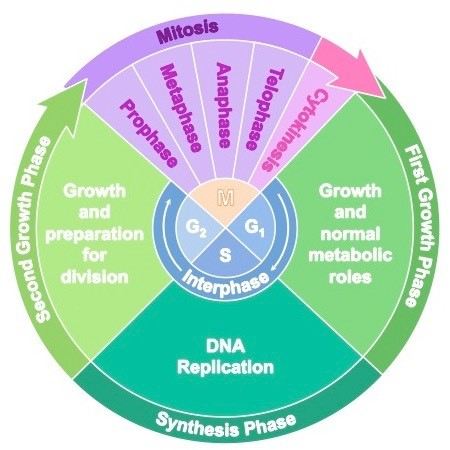 Mitosis
Prophase
Metaphase
Anaphase
Telophase
Cytokinesis
Second Growth Phase
Growth
and
preparation
for
division
M
G₂
G₁
S
Interphase
Growth
and
normal
metabolic
roles
First Growth Phase
DNA
Replication
Synthesis Phase